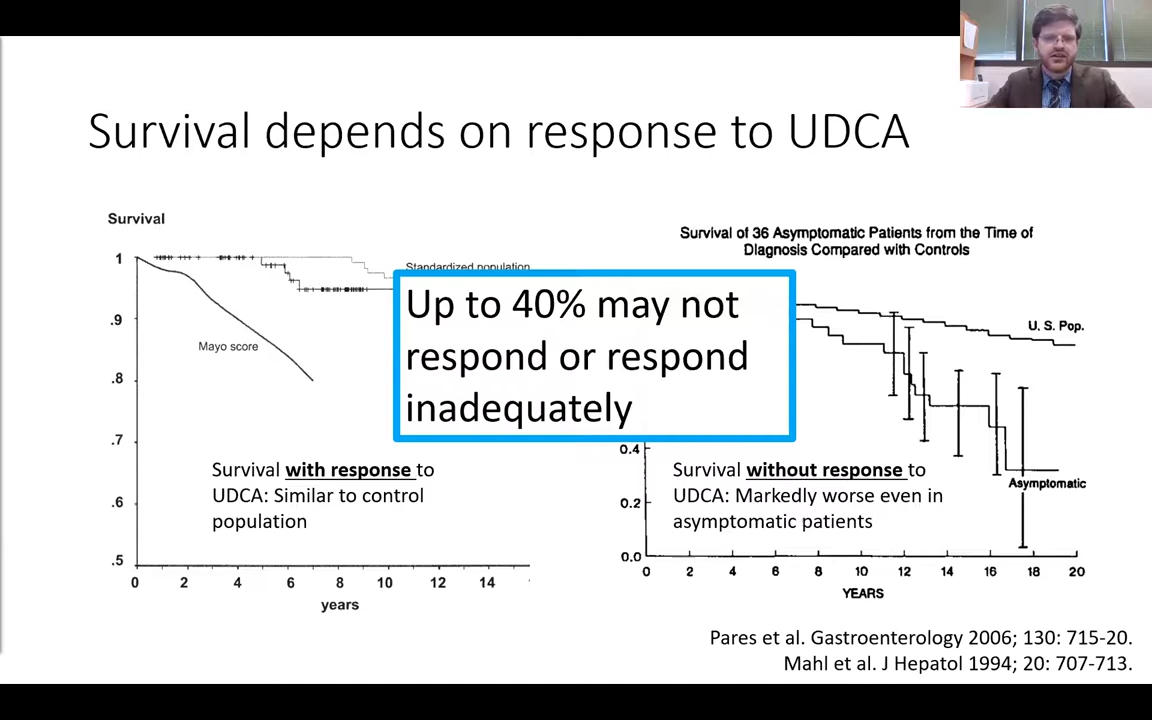 Survival depends on response to UDCA
Survival
1
.9
.8
.7
.6
.5
0 2 4 6 8 10 12 14
years
Standardized population
Mayo score
Survival with response to
UDCA: Similar to control
population
Up to 40% may not
respond or respond
inadequately
Survival of 36 Asymptomatic Patients from the Time of
Diagnosis Compared with Controls
U. S. Pop.
0.4
0.2
0.0
Survival without response to
UDCA: Markedly worse even in
asymptomatic patients
Asymptomatic
0 2 4 6 8 10 12 14 16 18 20
YEARS
Pares et al. Gastroenterology 2006; 130: 715-20.
Mahl et al. J Hepatol 1994; 20: 707-713.